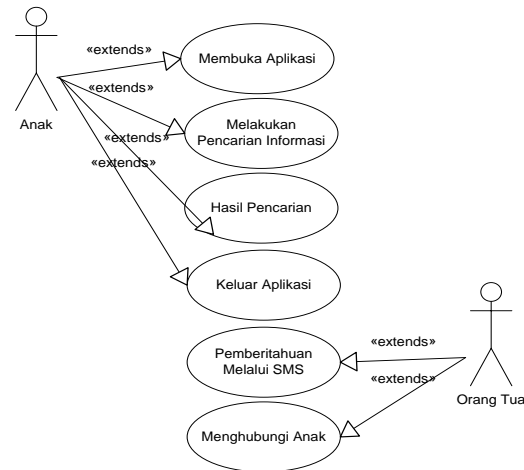 «extends»
Membuka Aplikasi
«extends»
Anak
Melakukan
Pencarian Informasi
«extends»
«extends»
Hasil Pencarian
Keluar Aplikasi
«extends»
Pemberitahuan
Melalui SMS
«extends»
Orang Tua
Menghubungi Anak